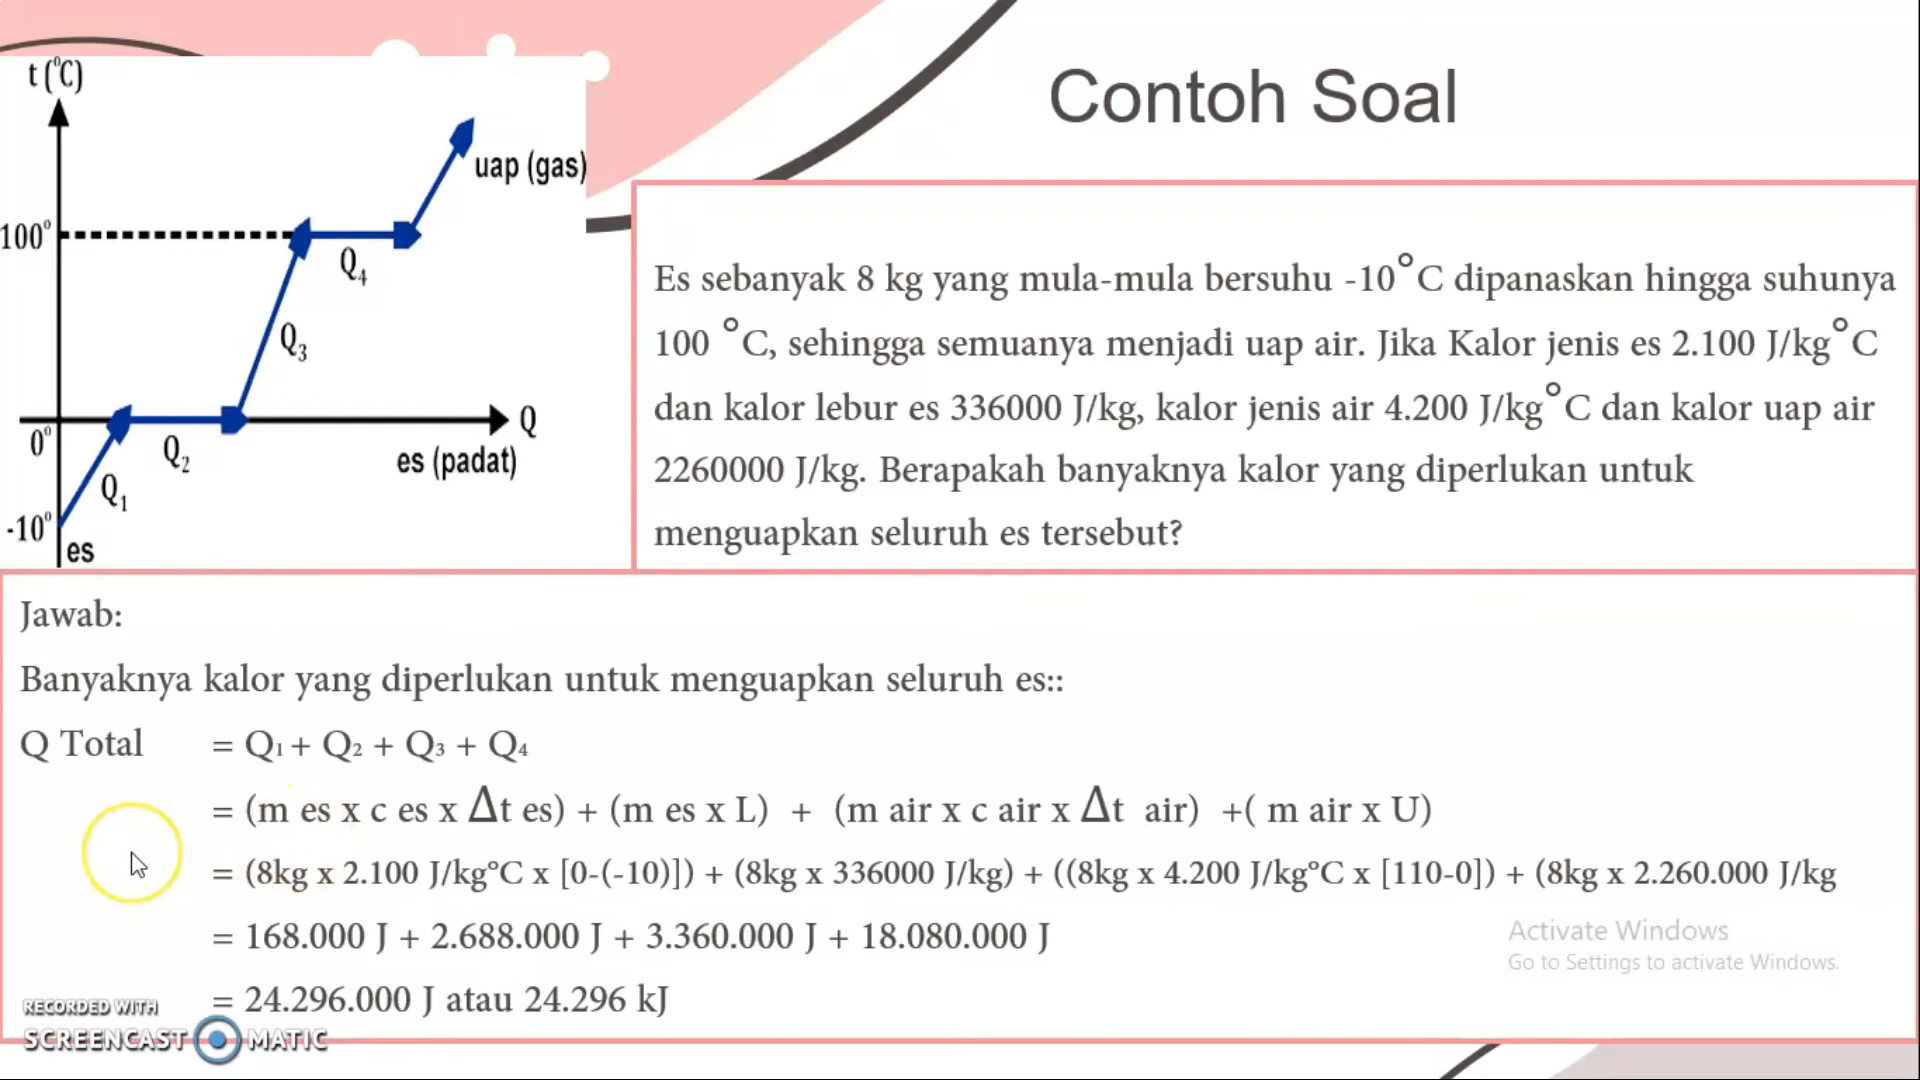 Contoh Soal
t (°C)
uap (gas)
100°
Q4
Q3
0°
Q2
Q
es (padat)
Q1
-10°
es
Es sebanyak 8 kg yang mula-mula bersuhu -10°C dipanaskan hingga suhunya
100 °C, sehingga semuanya menjadi uap air. Jika Kalor jenis es 2.100 J/kg°C
dan kalor lebur es 336000 J/kg, kalor jenis air 4.200 J/kg°C dan kalor uap air
2260000 J/kg. Berapakah banyaknya kalor yang diperlukan untuk
menguapkan seluruh es tersebut?
Jawab:
Banyaknya kalor yang diperlukan untuk menguapkan seluruh es::
Q Total = Q1 + Q2 + Q3 + Q4
= (m es x c es x Δt es) + (m es x L) + (m air x c air x Δt air) +( m air x U)
= (8kg x 2.100 J/kg°C x [0-(-10)]) + (8kg x 336000 J/kg) + ((8kg x 4.200 J/kg°C x [110-0]) + (8kg x 2.260.000 J/kg
= 168.000 J + 2.688.000 J + 3.360.000 J + 18.080.000 J
= 24.296.000 J atau 24.296 kJ
Activate Windows
Go to Settings to activate Windows.
RECORDED WITH
SCREENCAST MATIC